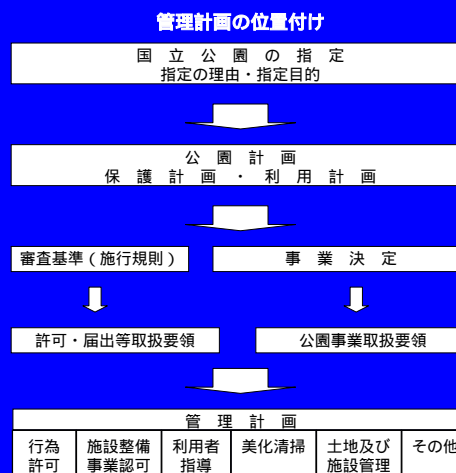 管理計画の位置付け
国立公園の指定
指定の理由・指定目的
公園計画
保護計画・利用計画
審査基準（施行規則）
事業決定
許可・届出等取扱要領
公園事業取扱要領
管理計画
行為
許可
施設整備
事業認可
利用者
指導
美化清掃
土地及び
施設管理
その他